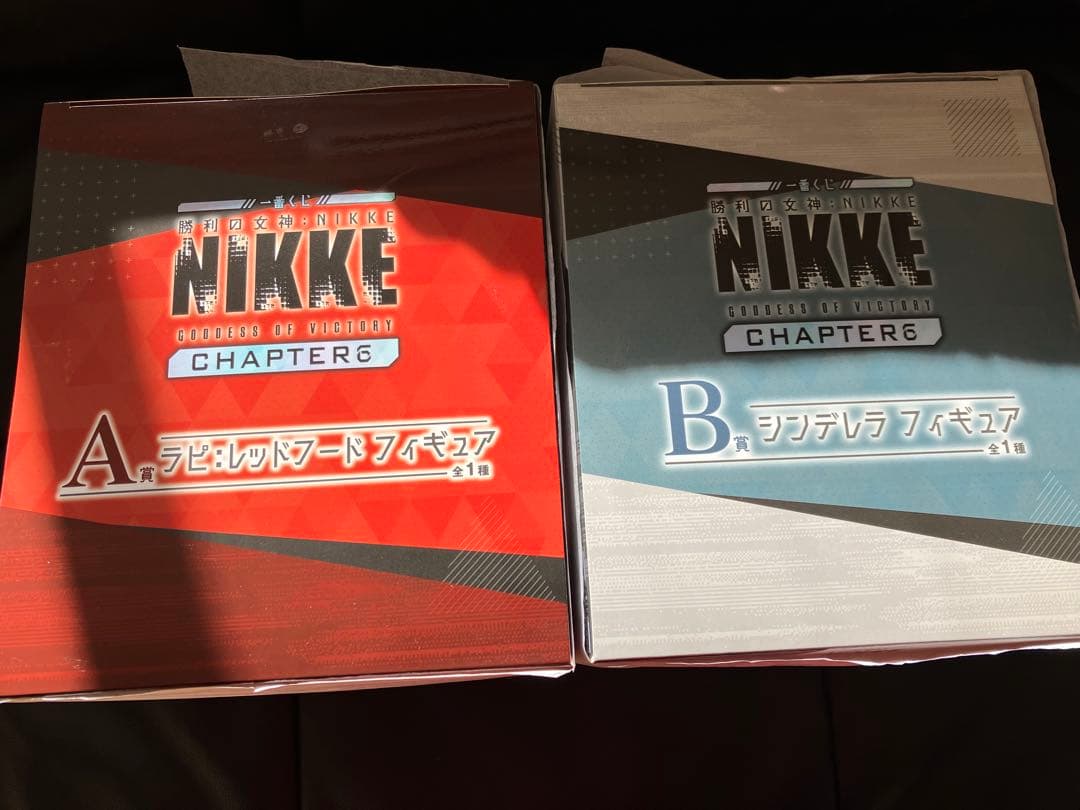 一番くじ
勝利の女神:NIKKE
NIKKE
GODDESS OF VICTORY
CHAPTER6
A賞 ラピ:レッドフード フィギュア
全1種
一番くじ
勝利の女神:NIKKE
NIKKE
GODDESS OF VICTORY
CHAPTER6
B賞 シンデレラ フィギュア
全1種